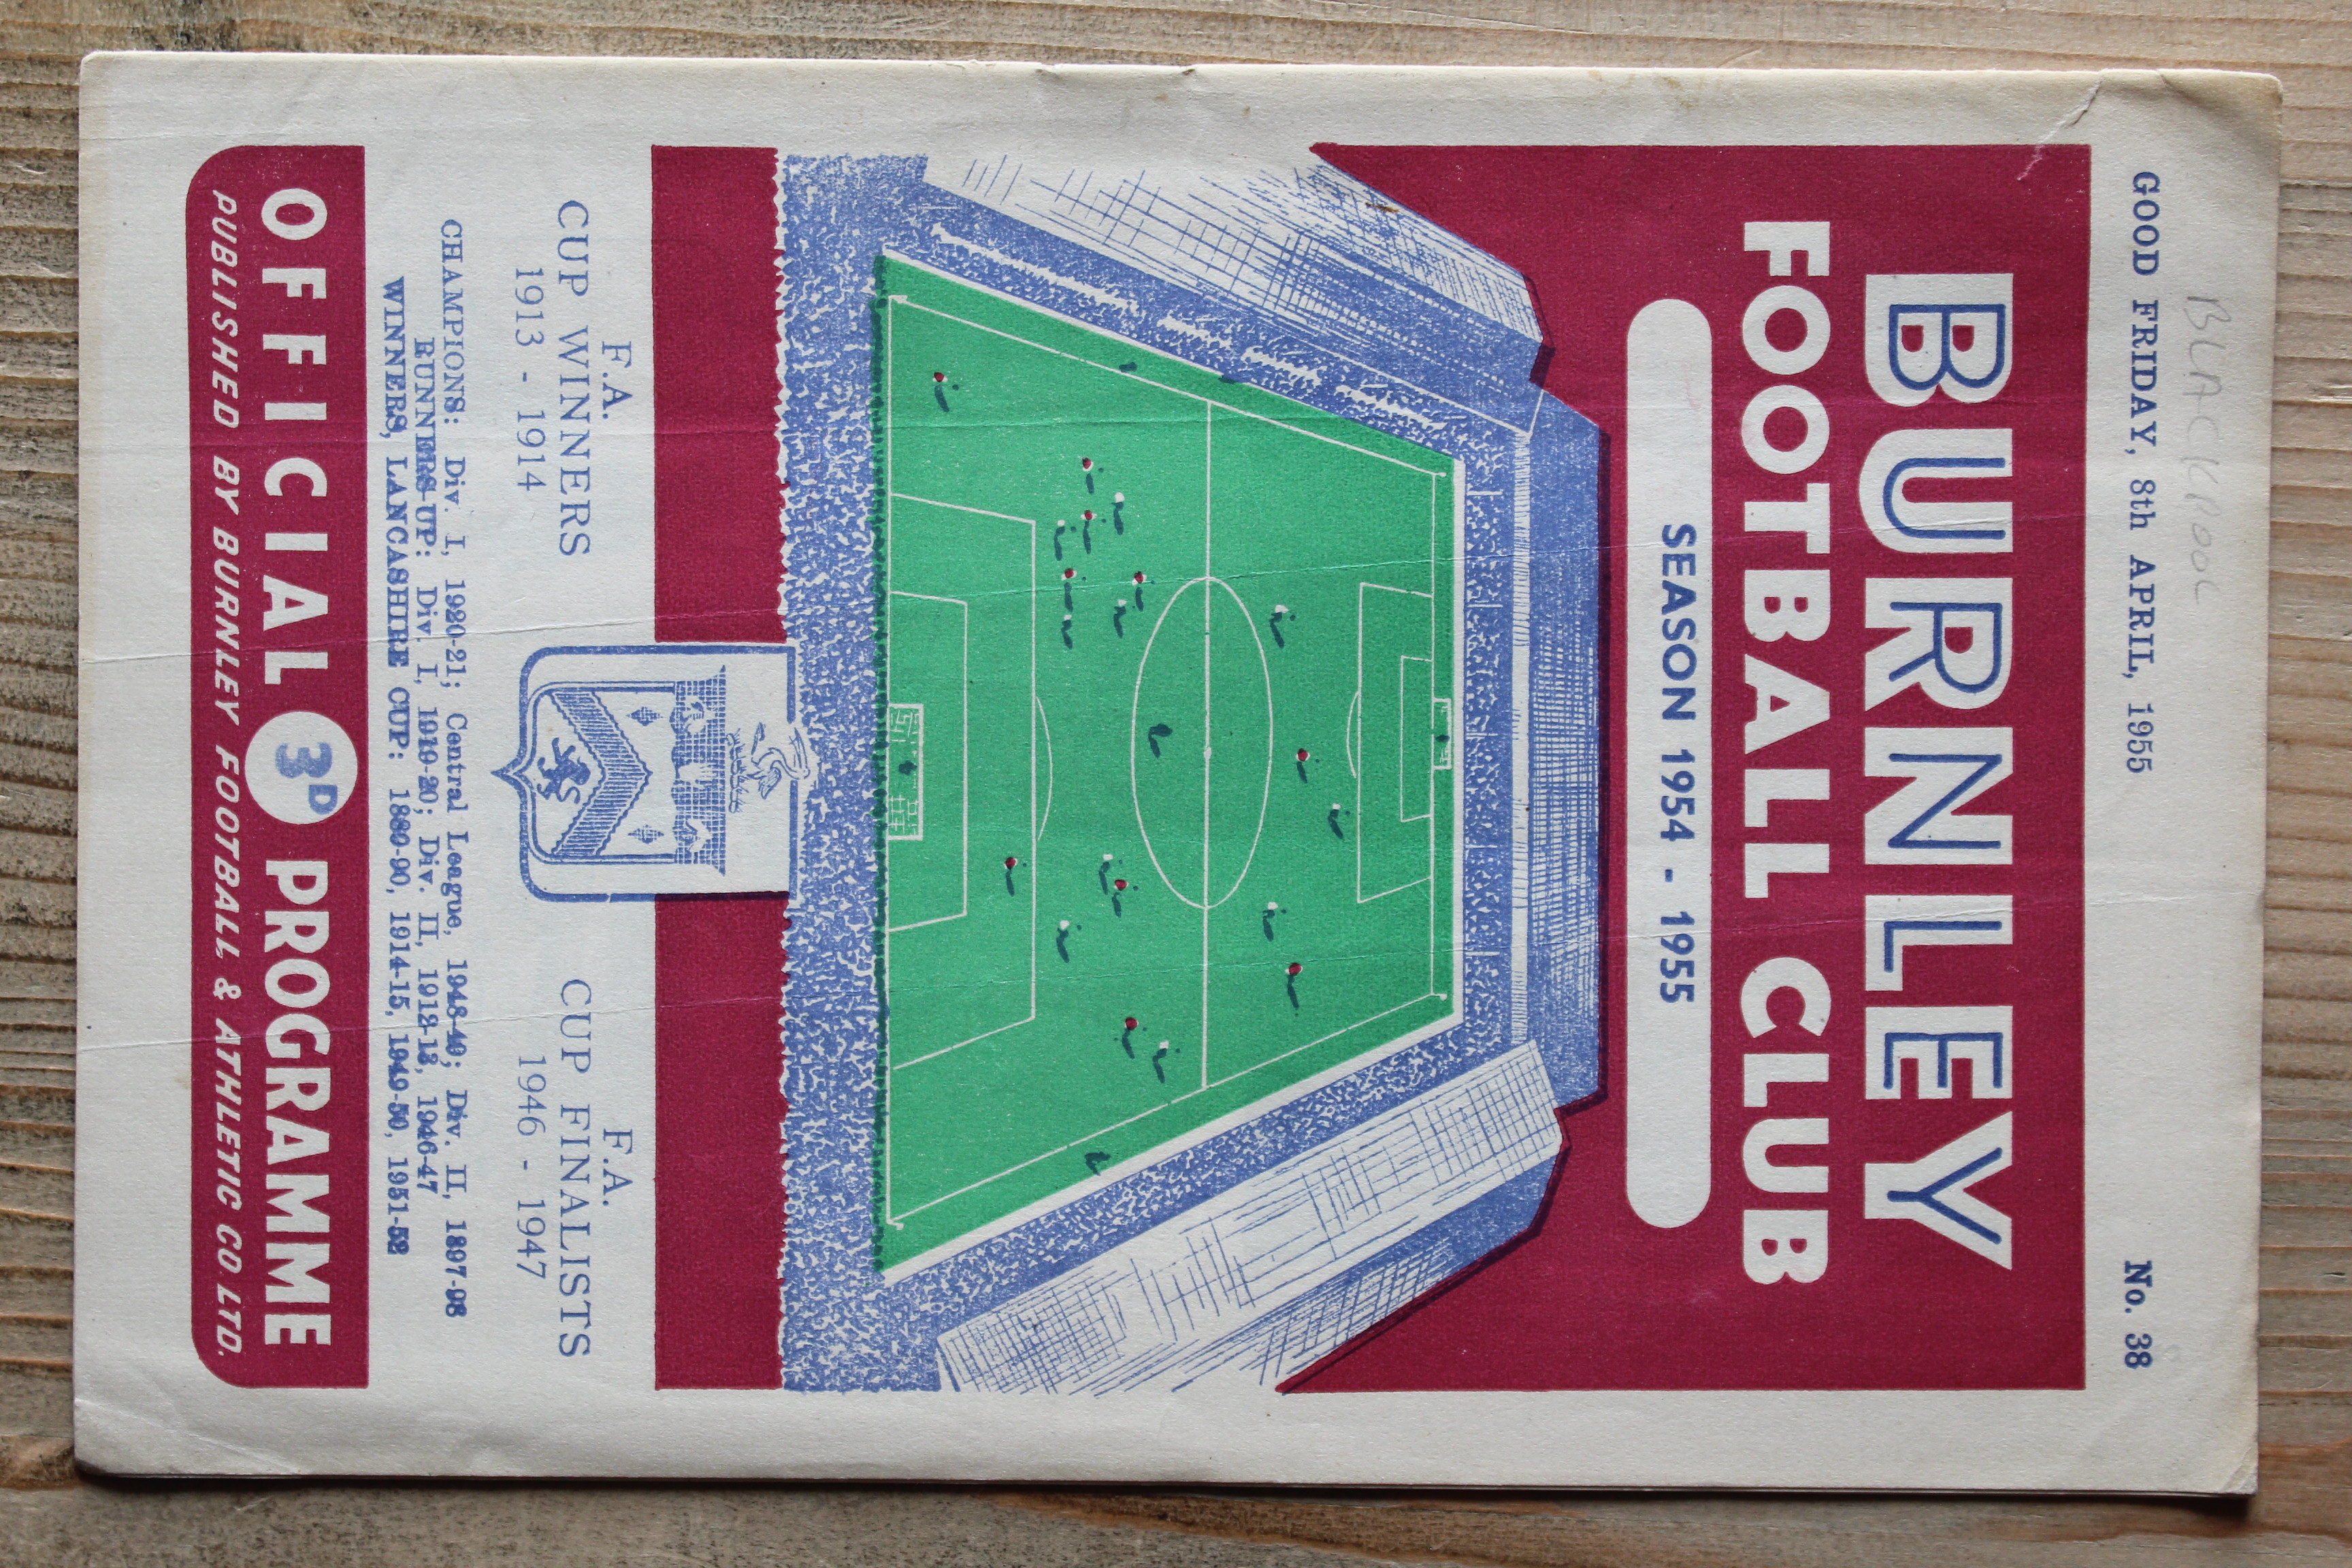 BLACKPOOL
GOOD FRIDAY, 8th APRIL, 1955 No. 38
BURNLEY
FOOTBALL CLUB
SEASON 1954 - 1955
F.A.
CUP WINNERS
1913 - 1914
F.A.
CUP FINALISTS
1946 - 1947
CHAMPIONS: Div. I, 1920-21; Central League, 1948-49; Div. II, 1897-98
RUNNERS-UP: Div. I, 1919-20; Div. II, 1912-13, 1946-47
WINNERS, LANCASHIRE CUP: 1889-90, 1914-15, 1949-50, 1951-52
OFFICIAL 3D PROGRAMME
PUBLISHED BY BURNLEY FOOTBALL & ATHLETIC CO LTD.